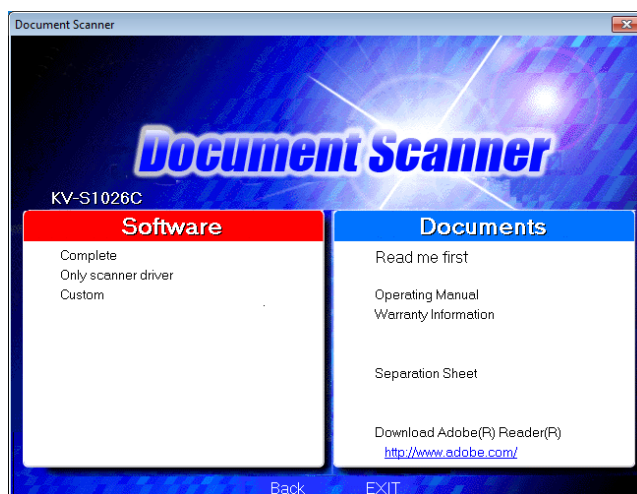 Document Scanner
Document Scanner
KV-S1026C
Software
Complete
Only scanner driver
Custom
Documents
Read me first
Operating Manual
Warranty Information
Separation Sheet
Download Adobe(R) Reader(R)
http://www.adobe.com/
Back EXIT